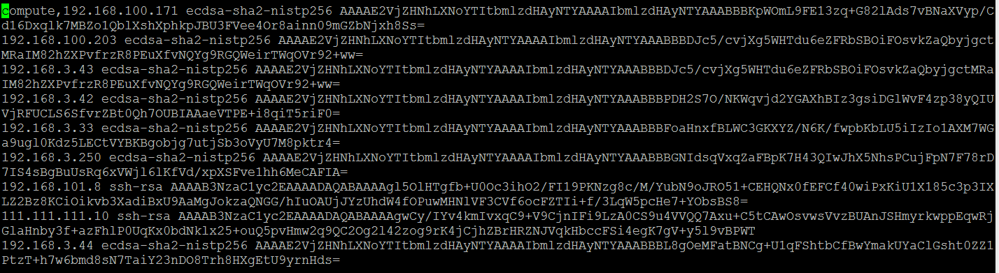 compute,192.168.100.171 ecdsa-sha2-nistp256 AAAAE2VjZHNhLXNoYTItbmlzdHAyNTYAAAAIbmlzdHAyNTYAAABBBKpWOmL9FE13zq+G82lAds7vBNaXVyp/C
d16Dxqlk7MBZo1QblXshXphkpJBU3FVee4Or8ainn09mGZbNjxh8Ss=
192.168.100.203 ecdsa-sha2-nistp256 AAAAE2VjZHNhLXNoYTItbmlzdHAyNTYAAAAIbmlzdHAyNTYAAABBBDJc5/cvjXg5WHTdu6eZFRbSBOiFOsvkZaQbyjgct
MRaIM82hZXPvfrzR8PEuXfvNQYg9RGQWeirTWqOVr92+ww=
192.168.3.43 ecdsa-sha2-nistp256 AAAAE2VjZHNhLXNoYTItbmlzdHAyNTYAAAAIbmlzdHAyNTYAAABBBDJc5/cvjXg5WHTdu6eZFRbSBOiFOsvkZaQbyjgctMRa
IM82hZXPvfrzR8PEuXfvNQYg9RGQWeirTWqOVr92+ww=
192.168.3.42 ecdsa-sha2-nistp256 AAAAE2VjZHNhLXNoYTItbmlzdHAyNTYAAAAIbmlzdHAyNTYAAABBBPDH2S7O/NKWqvjd2YGAXhBIz3gsiDGlWvF4zp38yQIU
VjRFUCLS6SfvrZBt0Qh7OUBIAAaeVTPE+i8qiT5riF0=
192.168.3.33 ecdsa-sha2-nistp256 AAAAE2VjZHNhLXNoYTItbmlzdHAyNTYAAAAIbmlzdHAyNTYAAABBBFoaHnxfBLWC3GKXYZ/N6K/fwpbKbLU5iIzIo1AXM7WG
a9ugl0Kdz5LECtVYBKBgobjg7utjSb3oVyU7M8pktr4=
192.168.3.250 ecdsa-sha2-nistp256 AAAAE2VjZHNhLXNoYTItbmlzdHAyNTYAAAAIbmlzdHAyNTYAAABBBGNIdsqVxqZaFBpK7H43QIwJhX5NhsPCujFpN7F78rD
7IS4sBgBuUsRq6xVWjl6lKfVd/xpXSFve1hh6MeCAFIA=
192.168.101.8 ssh-rsa AAAAB3NzaC1yc2EAAAADAQABAAAAgl5OlHTgfb+U0Oc3ihO2/FI19PKNzg8c/M/YubN9oJRO51+CEHQNx0fEFCf40wiPxKiU1X185c3p3IX
LZ2Bz8KCiOikvb3XadiBxU9AaMgJokzaQNGG/hIuOAUjJYzUhdW4fOPuwMHNlVF3CVf6ocFZTIi+f/3LqW5pcHe7+YObsBS8=
111.111.111.10 ssh-rsa AAAAB3NzaC1yc2EAAAADAQABAAAAgwCy/IYv4kmIvxqC9+V9CjnIFi9LzA0CS9u4VVQQ7Axu+C5tCAwOsvwsVvzBUAnJSHmyrkwppEqwRj
GlaHnby3f+azFhlP0UqKx0bdNklx25+ouQ5pvHmw2q9QC2Og2l42zog9rK4jCjhZBrHRZNJVqkHbccFSi4egK7gV+y5l9vBPWT
192.168.3.44 ecdsa-sha2-nistp256 AAAAE2VjZHNhLXNoYTItbmlzdHAyNTYAAAAIbmlzdHAyNTYAAABBBL8gOeMFatBNCg+U1qFShtbCfBwYmakUYaClGsht0ZZ1
PtzT+h7w6bmd8sN7TaiY23nDO8Trh8HXgEtU9yrnHds=